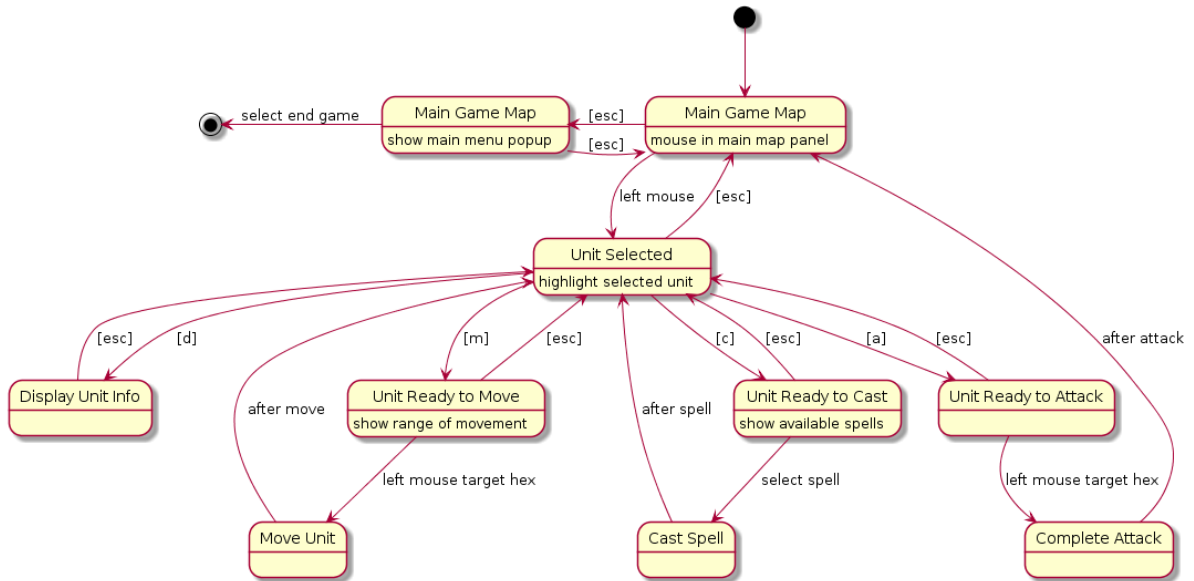 Main Game Map
show main menu popup
Main Game Map
mouse in main map panel
select end game
[esc]
[esc]
left mouse
[esc]
Unit Selected
highlight selected unit
[esc]
[d]
[m]
[esc]
[c]
[esc]
[a]
[esc]
after attack
Display Unit Info
Unit Ready to Move
show range of movement
Unit Ready to Cast
show available spells
Unit Ready to Attack
after move
after spell
left mouse target hex
select spell
left mouse target hex
Move Unit
Cast Spell
Complete Attack